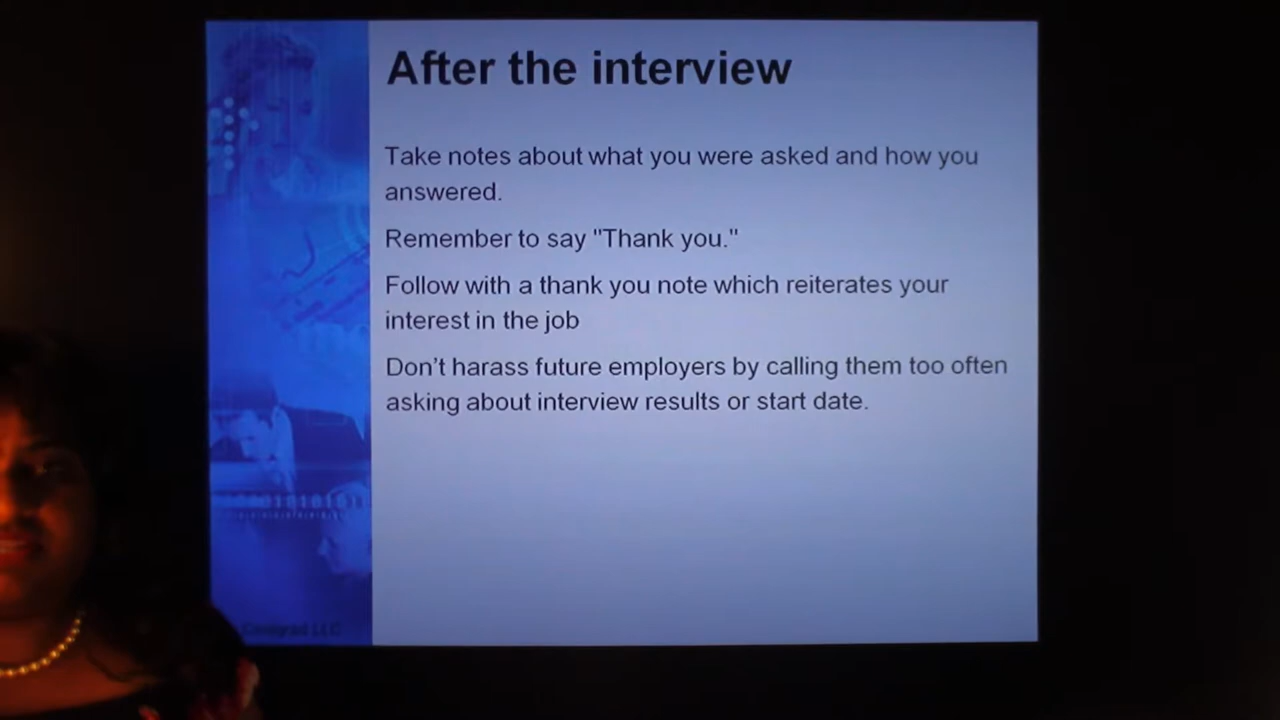 After the interview
Take notes about what you were asked and how you
answered.
Remember to say "Thank you."
Follow with a thank you note which reiterates your
interest in the job
Don’t harass future employers by calling them too often
asking about interview results or start date.